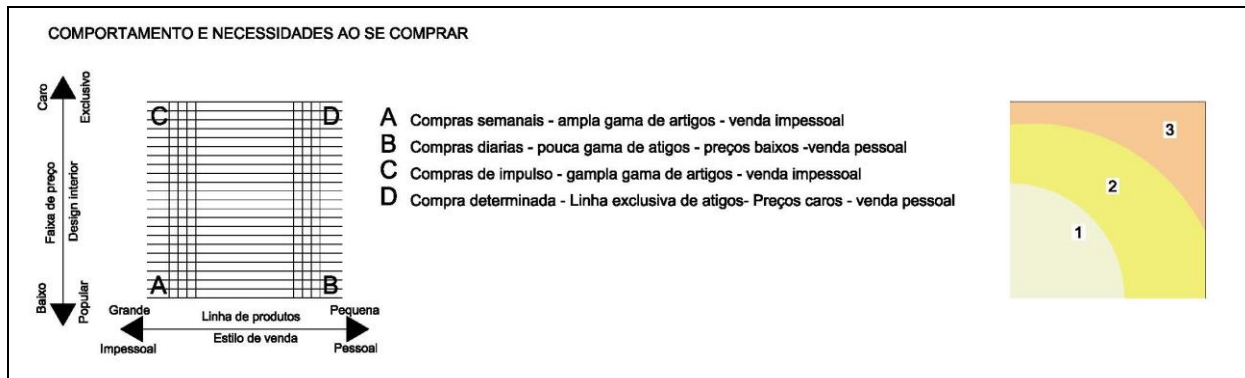 COMPORTAMENTO E NECESSIDADES AO SE COMPRAR
Caro
Exclusivo
Faixa de preço
Design interior
Baixo
Popular
C
D
A
B
Grande
Linha de produtos
Pequena
Estilo de venda
Impessoal
Pessoal
A Compras semanais - ampla gama de artigos - venda impessoal
B Compras diarias - pouca gama de atigos - preços baixos -venda pessoal
C Compras de impulso - gampla gama de artigos - venda impessoal
D Compra determinada - Linha exclusiva de atigos- Preços caros - venda pessoal
3
2
1